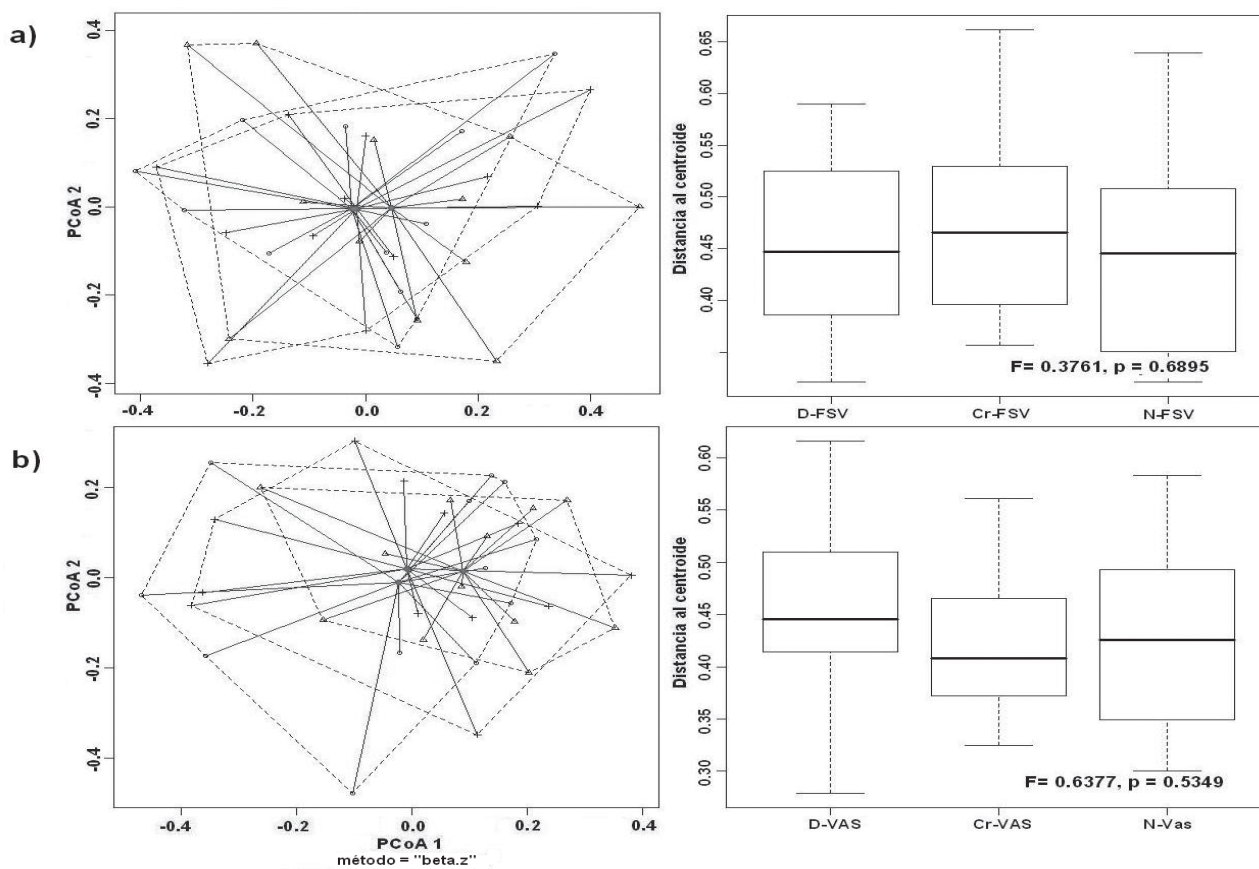 a)
PCoA 2
0.4
0.2
0.0
-0.2
-0.4
-0.4 -0.2 0.0 0.2 0.4
Distancia al centroide
0.65
0.60
0.55
0.50
0.45
0.40
F= 0.3761, p = 0.6895
D-FSV Cr-FSV N-FSV
b)
PCoA 2
0.2
0.0
-0.2
-0.4
-0.4 -0.2 0.0 0.2 0.4
PCoA 1
método = "beta.z"
Distancia al centroide
0.60
0.55
0.50
0.45
0.40
0.35
0.30
F= 0.6377, p = 0.5349
D-VAS Cr-VAS N-Vas